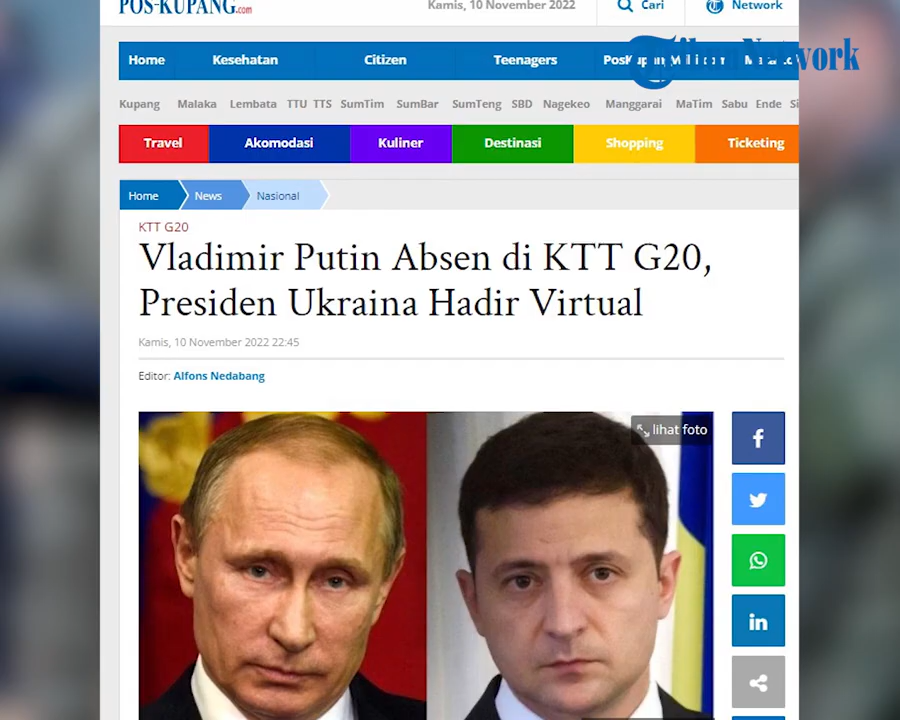 POS-KUPANG.com
Kamis, 10 November 2022
Cari
Network
Tribun Network
Home Kesehatan Citizen Teenagers
Kupang Malaka Lembata TTU TTS SumTim SumBar SumTeng SBD Nagekeo Manggarai MaTim Sabu Ende
Travel Akomodasi Kuliner Destinasi Shopping Ticketing
Home News Nasional
KTT G20
Vladimir Putin Absen di KTT G20,
Presiden Ukraina Hadir Virtual
Kamis, 10 November 2022 22:45
Editor: Alfons Nedabang
lihat foto